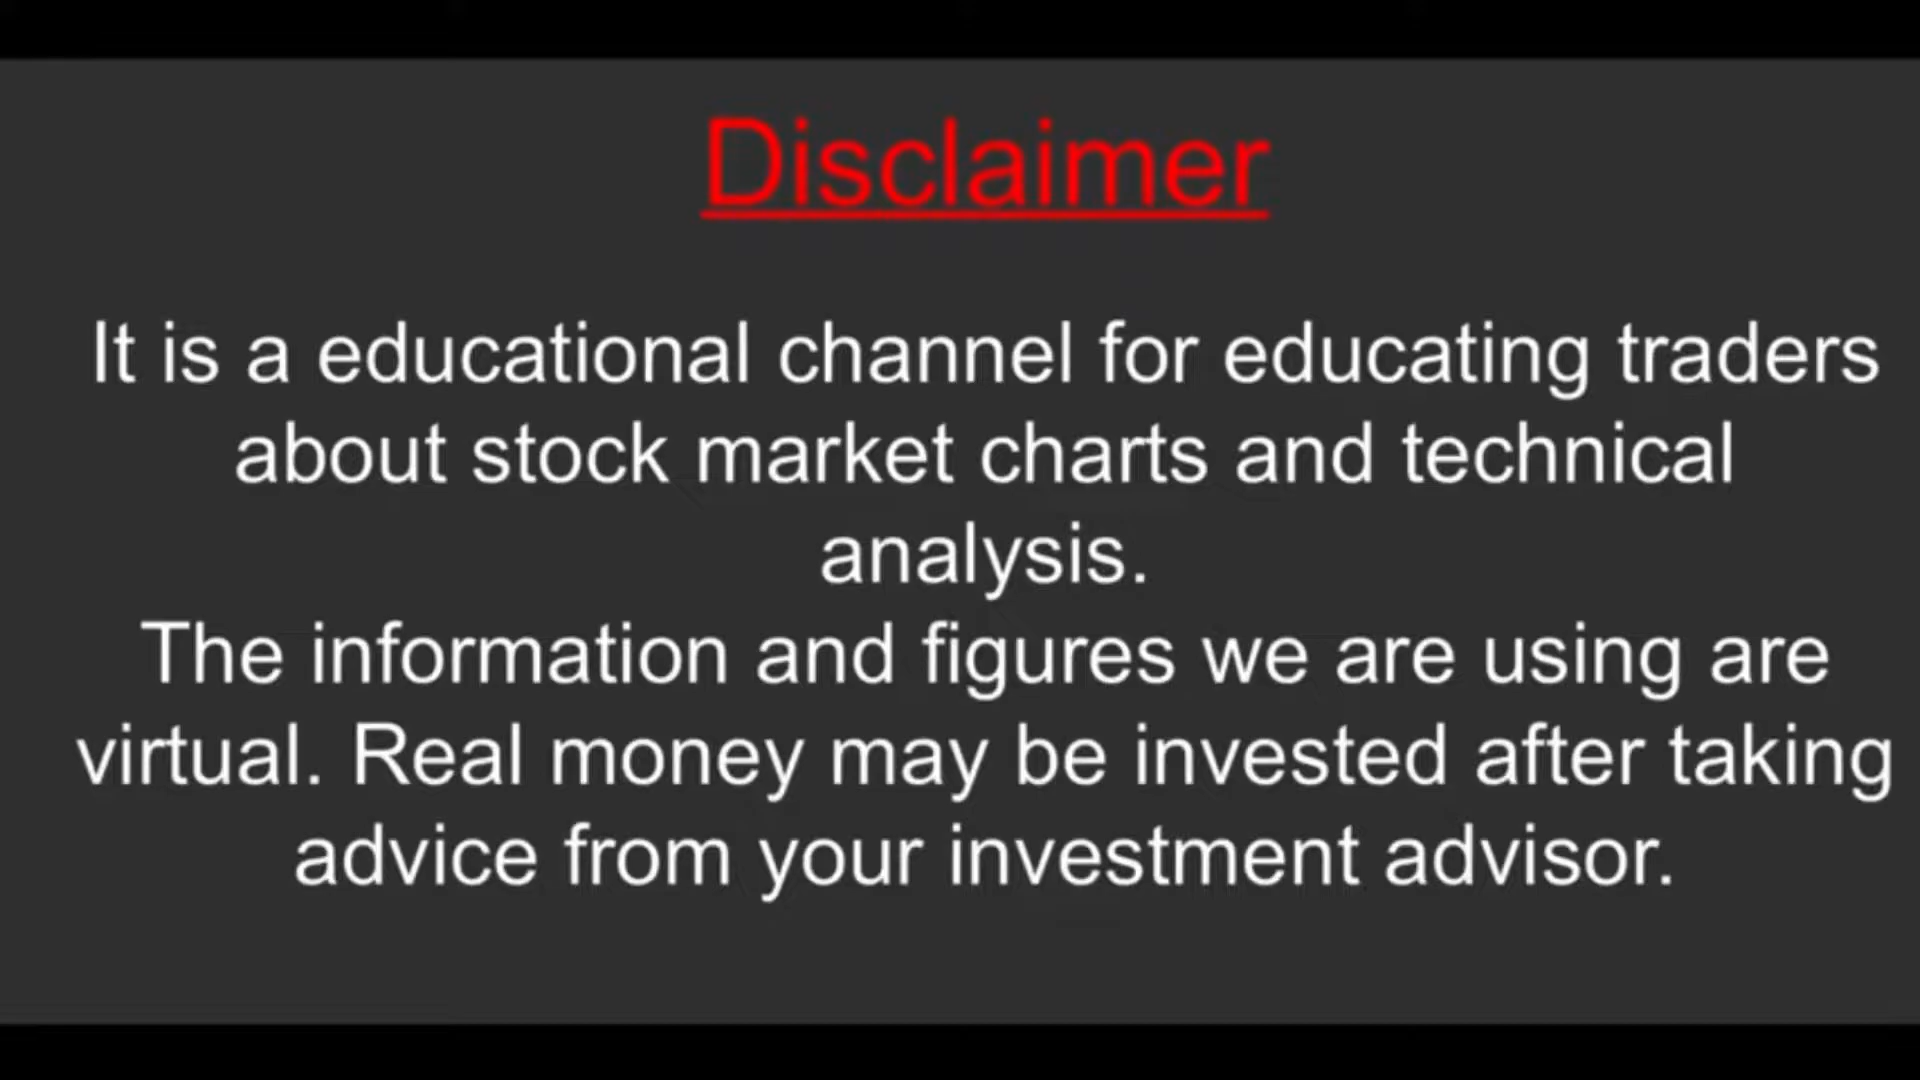 Disclaimer
It is a educational channel for educating traders
about stock market charts and technical
analysis.
The information and figures we are using are
virtual. Real money may be invested after taking
advice from your investment advisor.